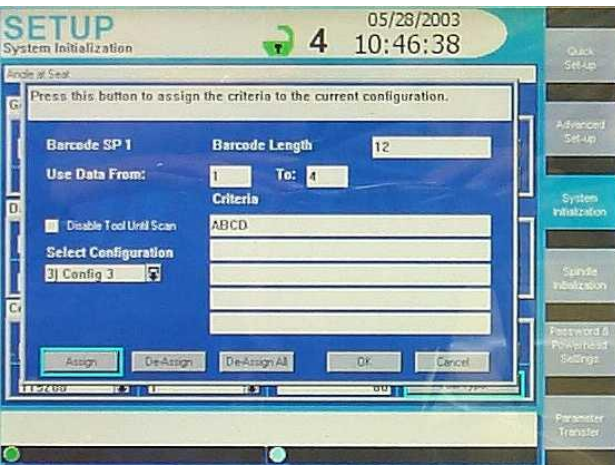 SETUP
System Initialization
4
05/28/2003
10:46:38
Quick
Set-up
Angle at Seat
Press this button to assign the criteria to the current configuration.
Advanced
Set-up
Barcode SP 1
Barcode Length
12
Use Data From:
1
To:
4
Criteria
System
Initialization
Disable Tool Until Scan
ABCD
Select Configuration
3| Config 3
Spindle
Initialization
Password &
Powerhead
Settings
Assign
De-Assign
De-Assign All
OK
Cancel
115200
1
60
Parameter
Transfer